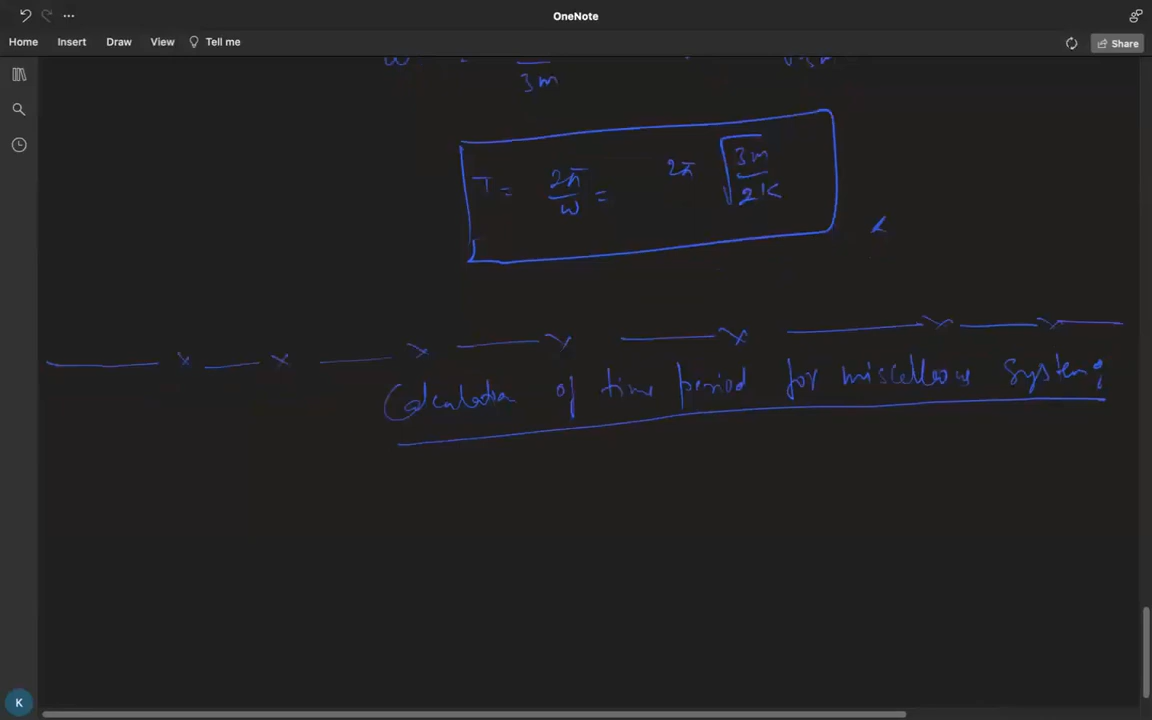 OneNote
Home Insert Draw View Tell me
Share
ω
3m
T = 2π/ω = 2π √(3m/2K)
Calculation of time period for miscelleous System;
K